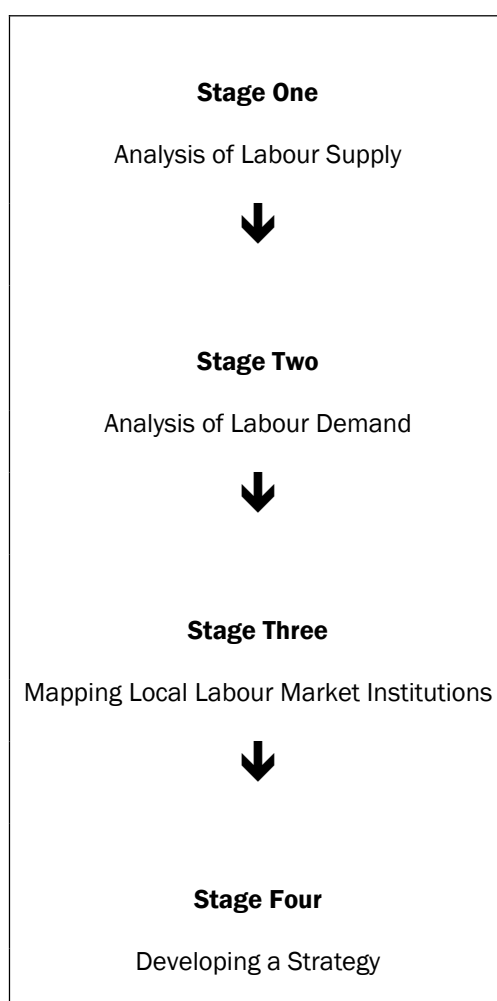 Stage One
Analysis of Labour Supply
Stage Two
Analysis of Labour Demand
Stage Three
Mapping Local Labour Market Institutions
Stage Four
Developing a Strategy